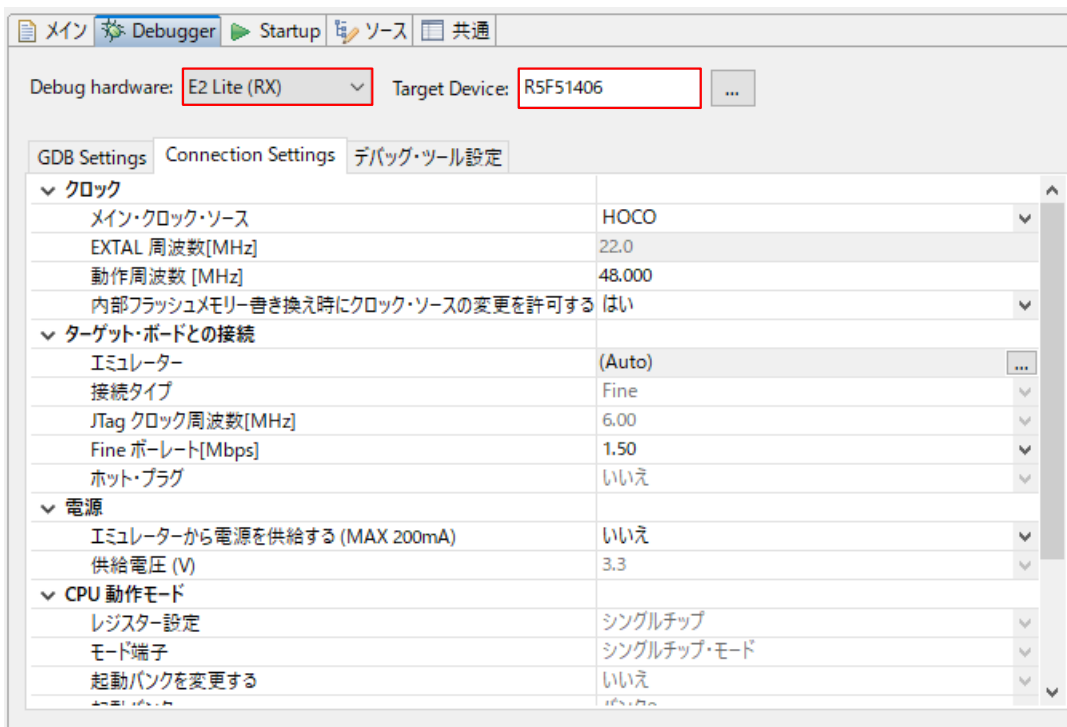 メイン Debugger Startup ソース 共通
Debug hardware: E2 Lite (RX) Target Device: R5F51406 ...
GDB Settings Connection Settings デバッグ・ツール設定
クロック
メイン・クロック・ソース HOCO
EXTAL 周波数[MHz] 22.0
動作周波数 [MHz] 48.000
内部フラッシュメモリー書き換え時にクロック・ソースの変更を許可する はい
ターゲット・ボードとの接続
エミュレーター (Auto) ...
接続タイプ Fine
JTag クロック周波数[MHz] 6.00
Fine ボーレート[Mbps] 1.50
ホット・プラグ いいえ
電源
エミュレーターから電源を供給する (MAX 200mA) いいえ
供給電圧 (V) 3.3
CPU 動作モード
レジスター設定 シングルチップ
モード端子 シングルチップ・モード
起動バンクを変更する いいえ